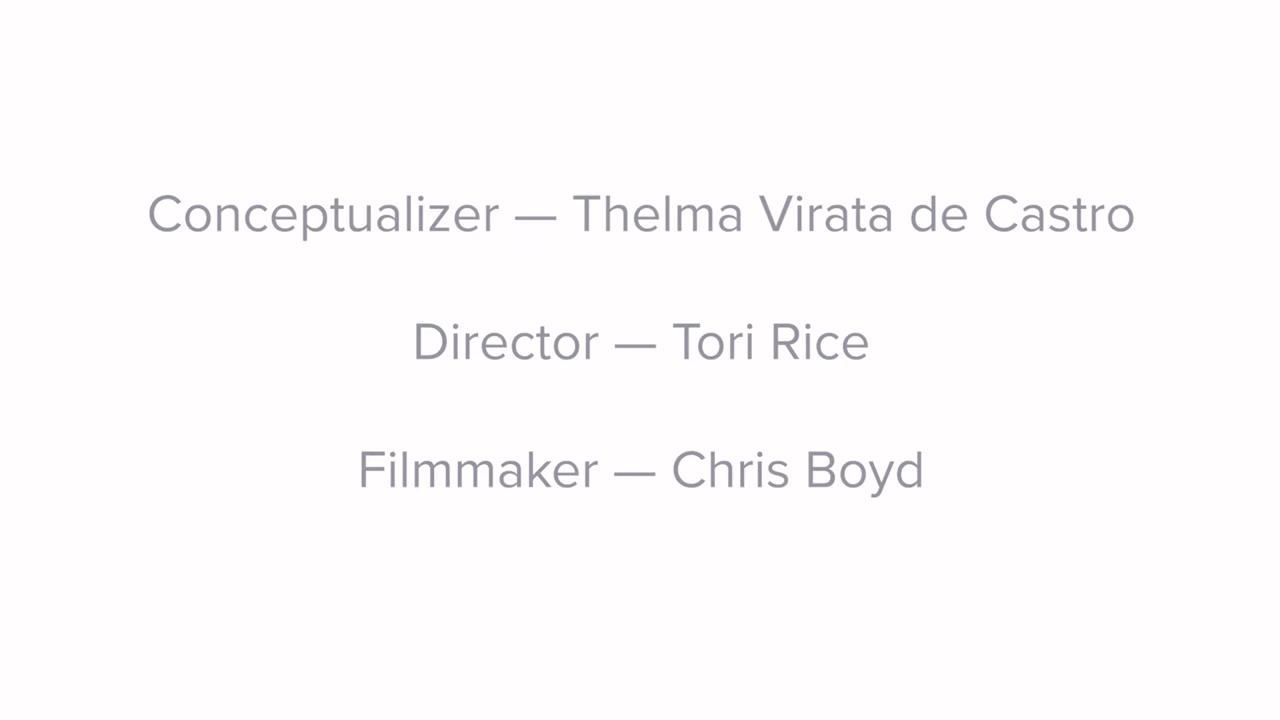 Conceptualizer — Thelma Virata de Castro
Director — Tori Rice
Filmmaker — Chris Boyd